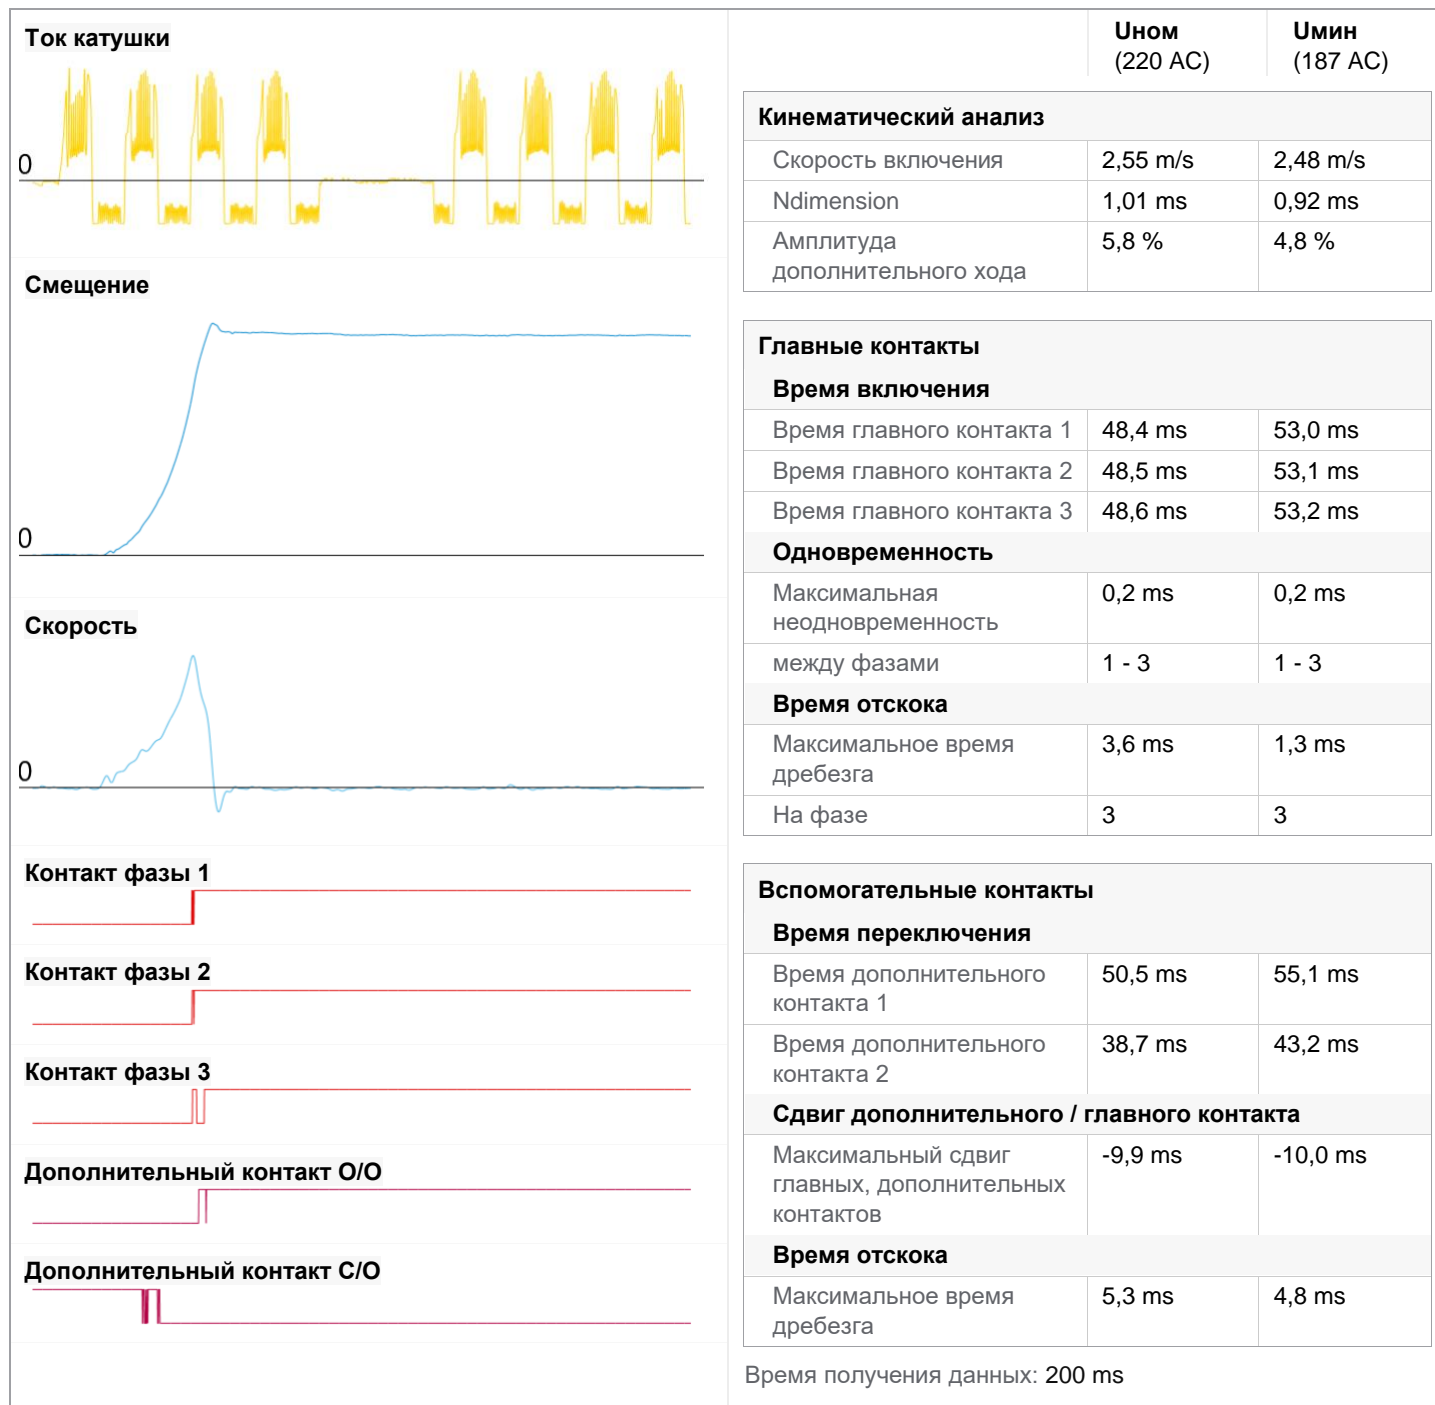 Ток катушки
0
Смещение
0
Скорость
0
Контакт фазы 1
Контакт фазы 2
Контакт фазы 3
Дополнительный контакт О/О
Дополнительный контакт С/О
Uном Uмин
(220 AC) (187 AC)
Кинематический анализ
Скорость включения 2,55 m/s 2,48 m/s
Ndimension 1,01 ms 0,92 ms
Амплитуда 5,8 % 4,8 %
дополнительного хода
Главные контакты
Время включения
Время главного контакта 1 48,4 ms 53,0 ms
Время главного контакта 2 48,5 ms 53,1 ms
Время главного контакта 3 48,6 ms 53,2 ms
Одновременность
Максимальная 0,2 ms 0,2 ms
неодновременность
между фазами 1 - 3 1 - 3
Время отскока
Максимальное время 3,6 ms 1,3 ms
дребезга
На фазе 3 3
Вспомогательные контакты
Время переключения
Время дополнительного 50,5 ms 55,1 ms
контакта 1
Время дополнительного 38,7 ms 43,2 ms
контакта 2
Сдвиг дополнительного / главного контакта
Максимальный сдвиг -9,9 ms -10,0 ms
главных, дополнительных
контактов
Время отскока
Максимальное время 5,3 ms 4,8 ms
дребезга
Время получения данных: 200 ms